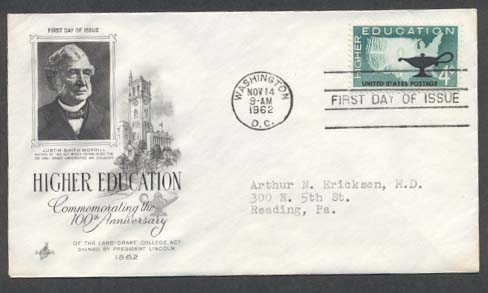 FIRST DAY OF ISSUE
JUSTIN SMITH MORRILL
HIGHER EDUCATION
Commemorating the
100th Anniversary
OF THE LAND GRANT COLLEGE ACT
SIGNED BY PRESIDENT LINCOLN
1862
WASHINGTON
NOV 14
9-AM
1962
D.C.
HIGHER
EDUCATION
4¢
UNITED STATES POSTAGE
FIRST DAY OF ISSUE
Arthur N. Ericksen, M.D.
300 N. 5th St.
Reading, Pa.